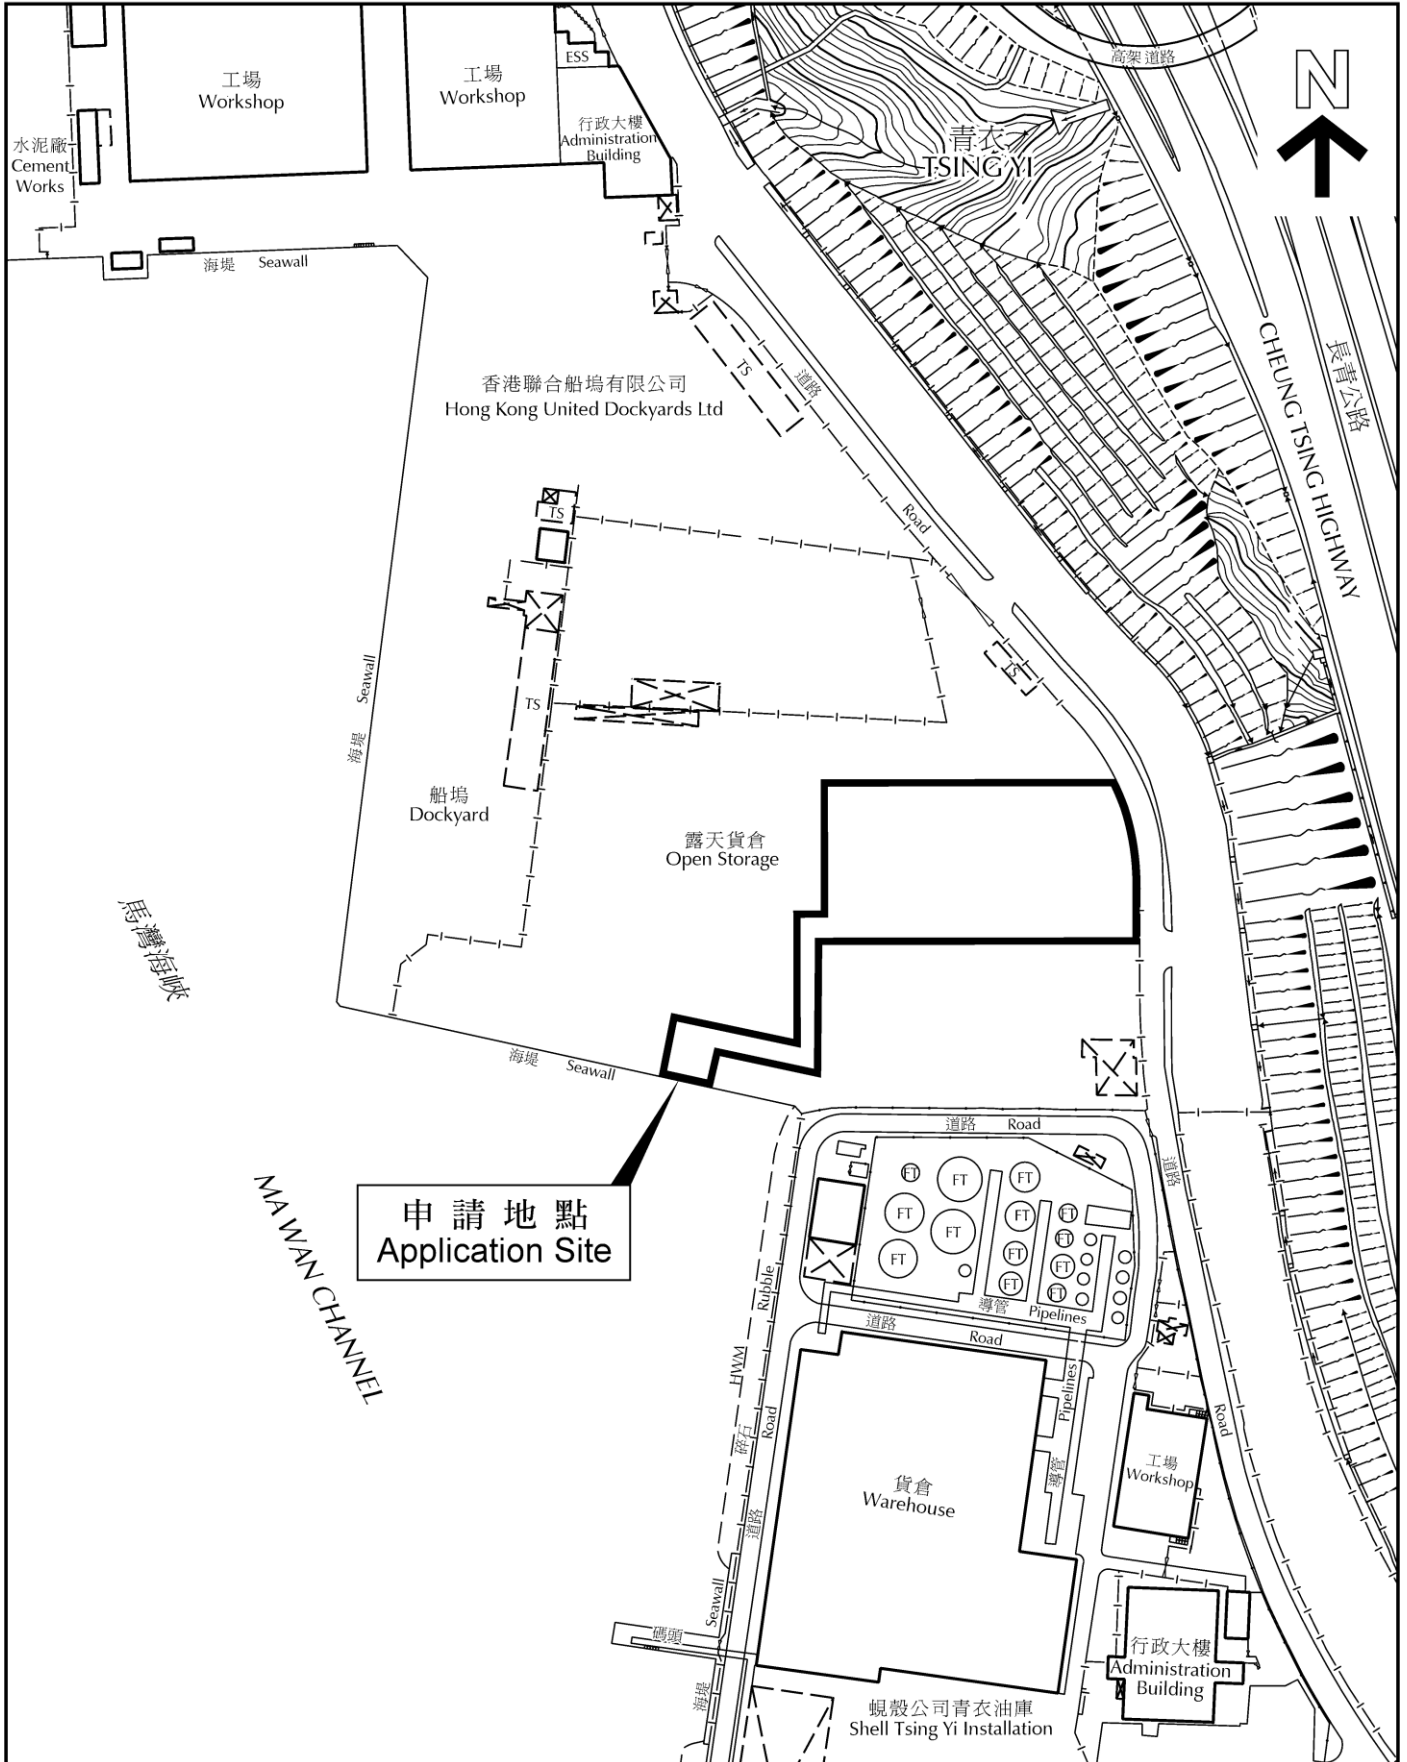 高架道路
N
ESS
工場
Workshop
工場
Workshop
行政大樓
Administration
Building
水泥廠
Cement
Works
青衣
TSING YI
海堤 Seawall
長青公路
CHEUNG TSING HIGHWAY
TS
道路
Road
香港聯合船塢有限公司
Hong Kong United Dockyards Ltd
TS
TS
TS
海堤 Seawall
船塢
Dockyard
露天貨倉
Open Storage
馬灣海峽
MA WAN CHANNEL
海堤 Seawall
申請地點
Application Site
道路 Road
道路
Road
FT
FT
FT
FT
FT
FT
FT
FT
FT
FT
FT
FT
FT
FT
導管 Pipelines
道路 Road
導管 Pipelines
HWM
碎石 Rubble
道路 Road
貨倉
Warehouse
工場
Workshop
海堤 Seawall
碼頭
行政大樓
Administration
Building
蜆殼公司青衣油庫
Shell Tsing Yi Installation